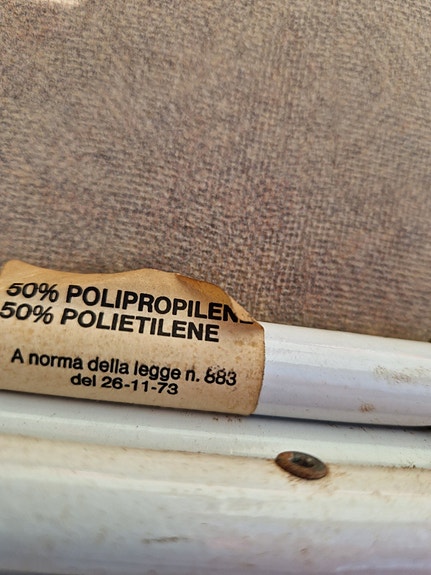 50% POLIPROPILENE
50% POLIETILENE
A norma della legge n. 883
del 26-11-73